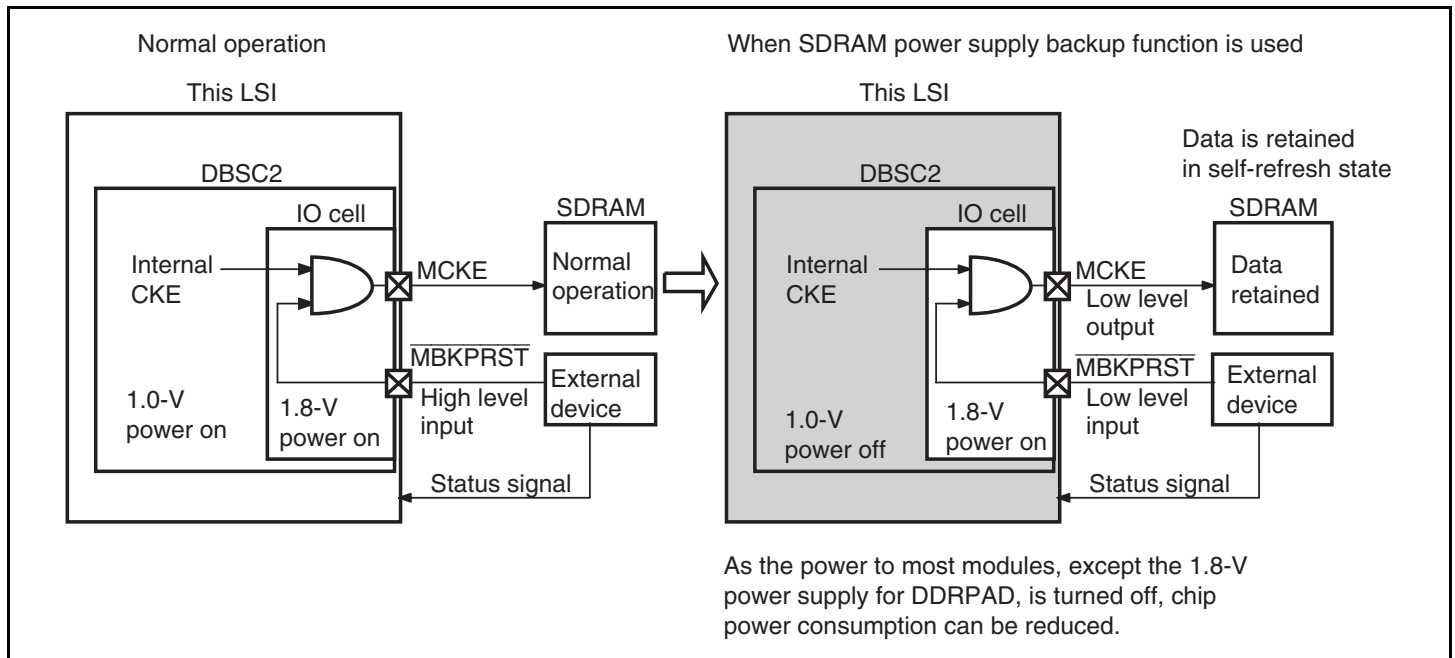 Normal operation
This LSI
DBSC2
IO cell
Internal
CKE
MCKE
SDRAM
Normal
operation
MBKPRST
High level
input
External
device
1.0-V
power on
1.8-V
power on
Status signal
When SDRAM power supply backup function is used
This LSI
DBSC2
IO cell
Internal
CKE
MCKE
Low level
output
Data is retained
in self-refresh state
SDRAM
Data
retained
MBKPRST
Low level
input
External
device
1.0-V
power off
1.8-V
power on
Status signal
As the power to most modules, except the 1.8-V
power supply for DDRPAD, is turned off, chip
power consumption can be reduced.